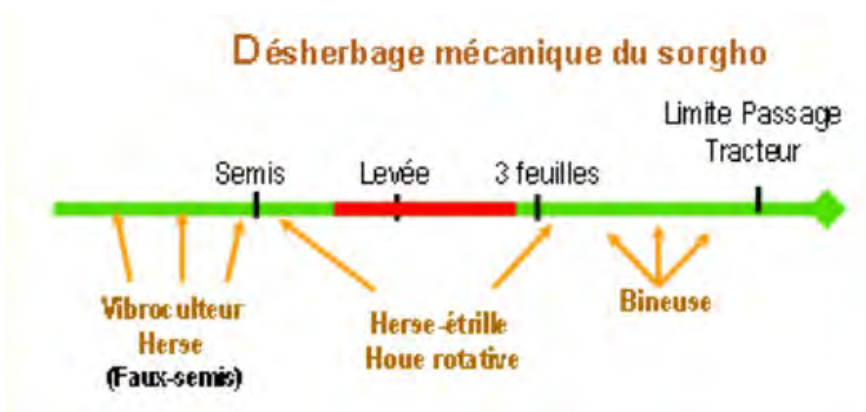 Désherbage mécanique du sorgho
Limite Passage
Tracteur
Semis
Levée
3 feuilles
Vibroculteur
Herse
(Faux-semis)
Herse-étrille
Houe rotative
Bineuse